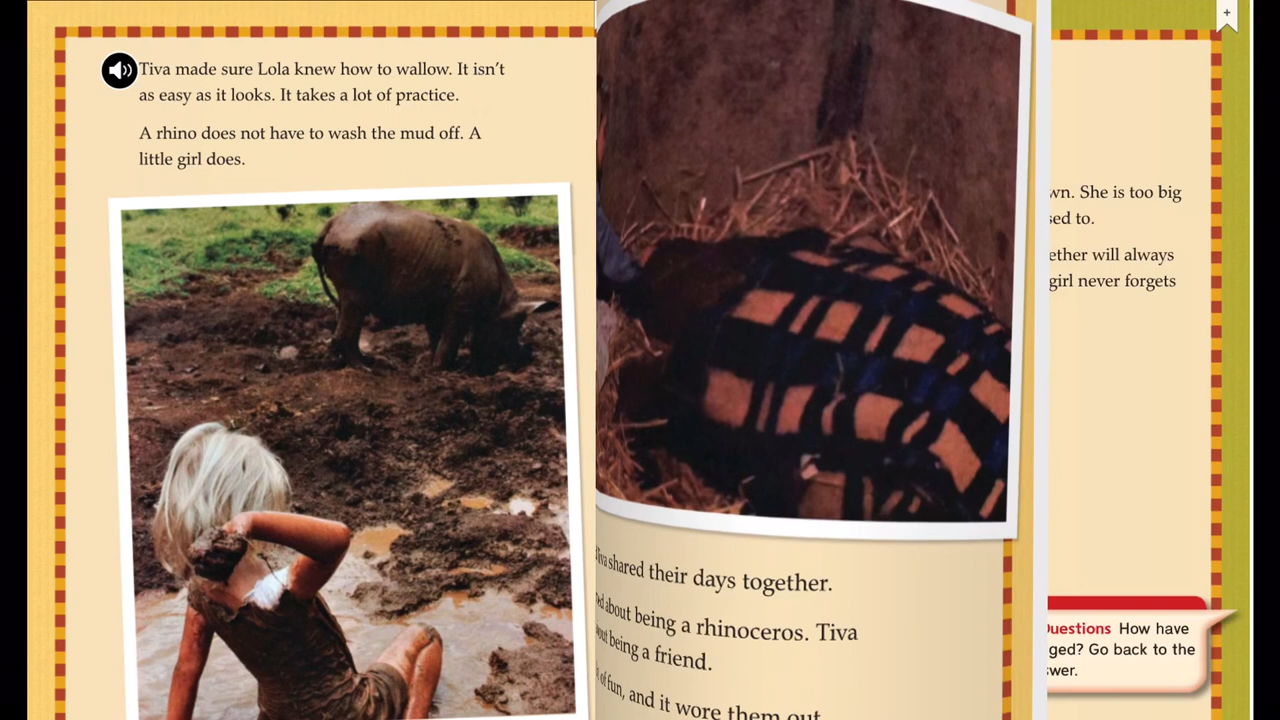 Tiva made sure Lola knew how to wallow. It isn't
as easy as it looks. It takes a lot of practice.
A rhino does not have to wash the mud off. A
little girl does.
Tiva shared their days together.
about being a rhinoceros. Tiva
being a friend.
of fun, and it wore them out
wn. She is too big
sed to.
ether will always
girl never forgets
Questions How have
ged? Go back to the
swer.